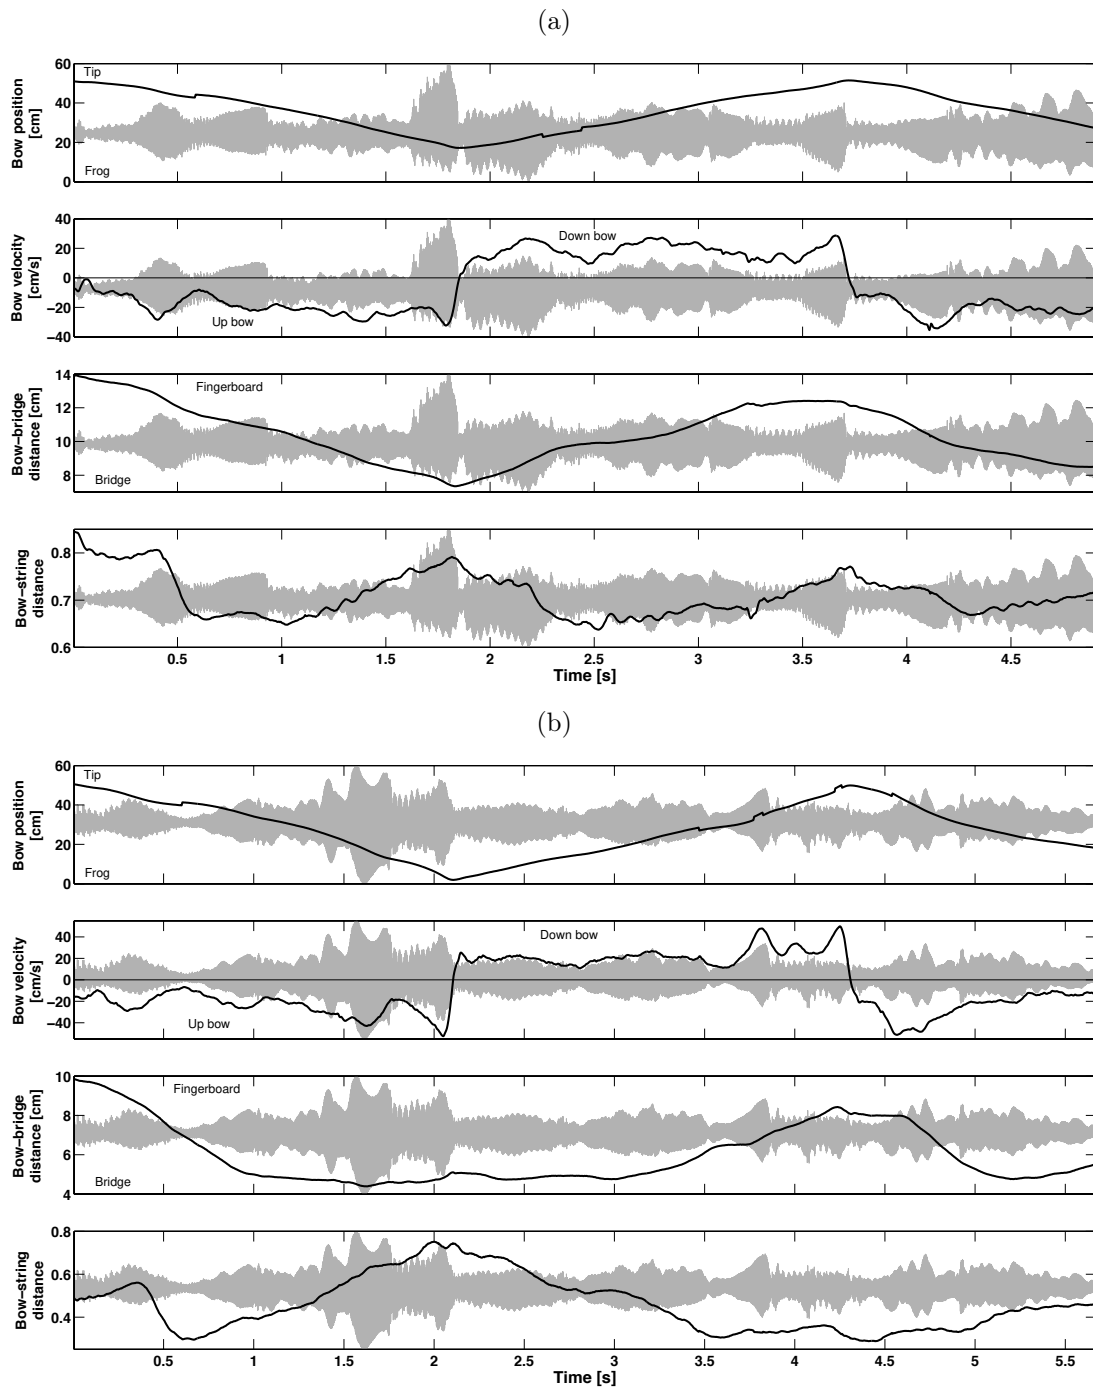 (a)
Bow position
[cm]
60
40
20
0
Tip
Frog
Bow velocity
[cm/s]
40
20
0
−20
−40
Down bow
Up bow
Bow−bridge
distance [cm]
14
12
10
8
Fingerboard
Bridge
Bow−string
distance
0.8
0.7
0.6
0.5 1 1.5 2 2.5 3 3.5 4 4.5
Time [s]
(b)
Bow position
[cm]
60
40
20
0
Tip
Frog
Bow velocity
[cm/s]
40
20
0
−20
−40
Down bow
Up bow
Bow−bridge
distance [cm]
10
8
6
4
Fingerboard
Bridge
Bow−string
distance
0.8
0.6
0.4
0.5 1 1.5 2 2.5 3 3.5 4 4.5 5 5.5
Time [s]